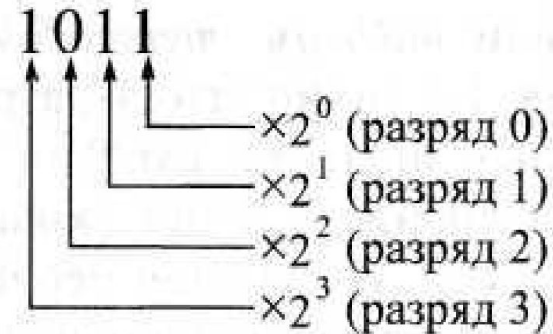 1011
×2⁰ (разряд 0)
×2¹ (разряд 1)
×2² (разряд 2)
×2³ (разряд 3)